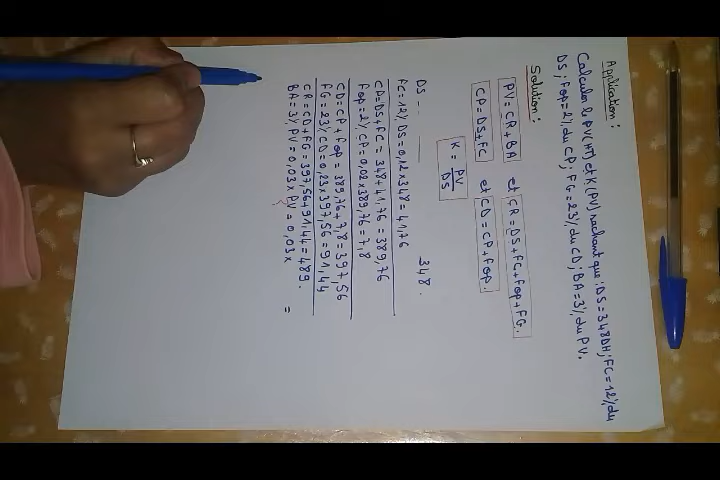 Application :
Calculer le PV(HT) et K (PV) sachant que : DS = 348DH ; FC = 12% du
DS ; Fop = 2% du CP ; FG = 23% du CD ; BA = 3% du PV.
Solution :
PV = CR + BA et CR = DS + FC + Fop + FG.
CP = DS + FC et CD = CP + Fop.
K = PV / DS
DS ... 348.
FC = 12% DS = 0,12 x 348 = 41,76
CP = DS + FC = 348 + 41,76 = 389,76
Fop = 2% CP = 0,02 x 389,76 = 7,8
CD = CP + Fop = 389,76 + 7,8 = 397,56
FG = 23% CD = 0,23 x 397,56 = 91,44
CR = CD + FG = 397,56 + 91,44 = 489.
BA = 3% PV = 0,03 x PV = 0,03 x =